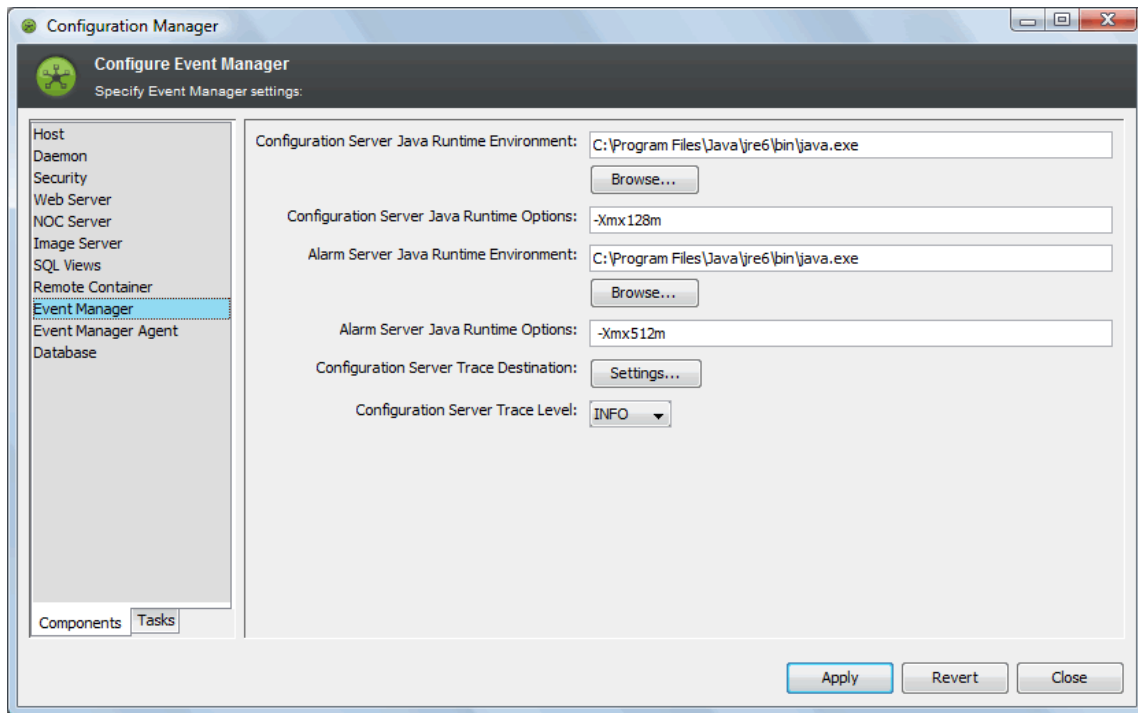 Configuration Manager
Configure Event Manager
Specify Event Manager settings:
Host
Daemon
Security
Web Server
NOC Server
Image Server
SQL Views
Remote Container
Event Manager
Event Manager Agent
Database
Components
Tasks
Configuration Server Java Runtime Environment: C:\Program Files\Java\jre6\bin\java.exe
Browse...
Configuration Server Java Runtime Options: -Xmx128m
Alarm Server Java Runtime Environment: C:\Program Files\Java\jre6\bin\java.exe
Browse...
Alarm Server Java Runtime Options: -Xmx512m
Configuration Server Trace Destination: Settings...
Configuration Server Trace Level: INFO
Apply
Revert
Close